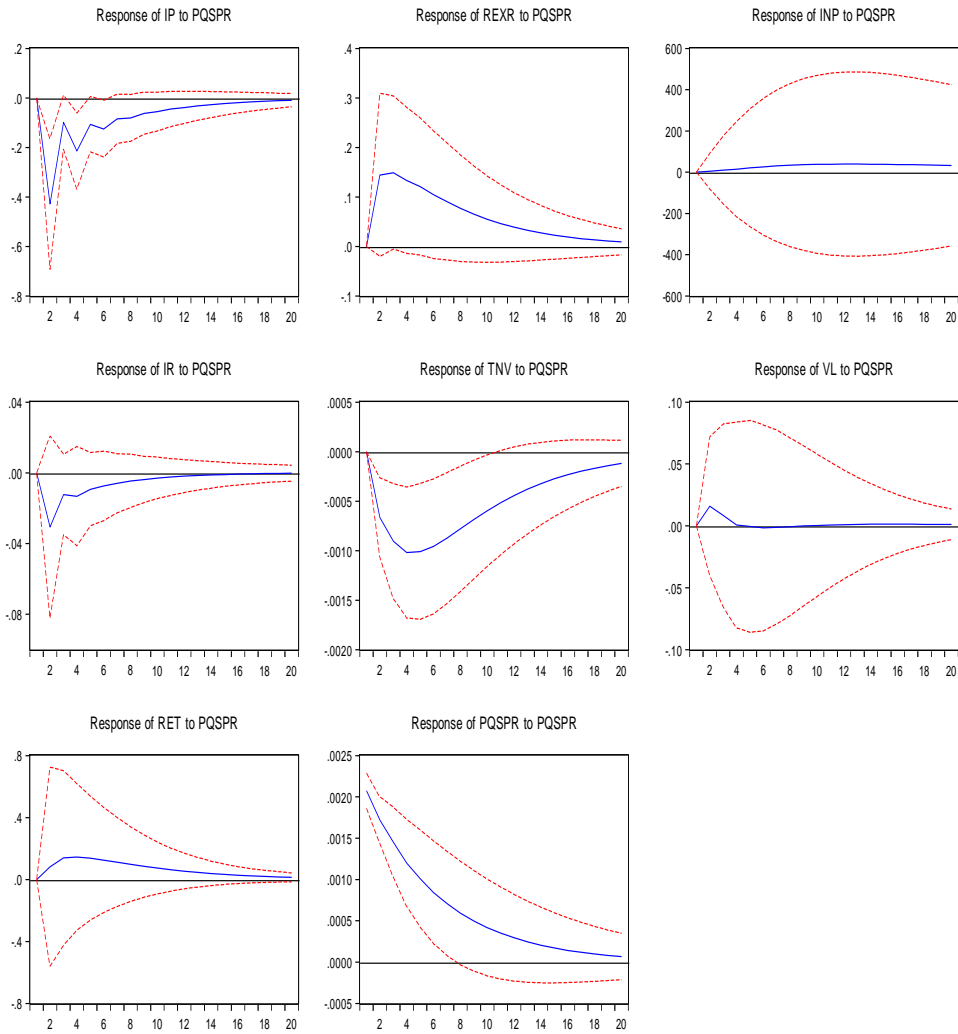 Response of IP to PQSPR
Response of REXR to PQSPR
Response of INP to PQSPR
.2
.0
-.2
-.4
-.6
-.8
2 4 6 8 10 12 14 16 18 20
.4
.3
.2
.1
.0
-.1
2 4 6 8 10 12 14 16 18 20
600
400
200
0
-200
-400
-600
2 4 6 8 10 12 14 16 18 20
Response of IR to PQSPR
Response of TNV to PQSPR
Response of VL to PQSPR
.04
.00
-.04
-.08
2 4 6 8 10 12 14 16 18 20
.0005
.0000
-.0005
-.0010
-.0015
-.0020
2 4 6 8 10 12 14 16 18 20
.10
.05
.00
-.05
-.10
2 4 6 8 10 12 14 16 18 20
Response of RET to PQSPR
Response of PQSPR to PQSPR
.8
.4
.0
-.4
-.8
2 4 6 8 10 12 14 16 18 20
.0025
.0020
.0015
.0010
.0005
.0000
-.0005
2 4 6 8 10 12 14 16 18 20